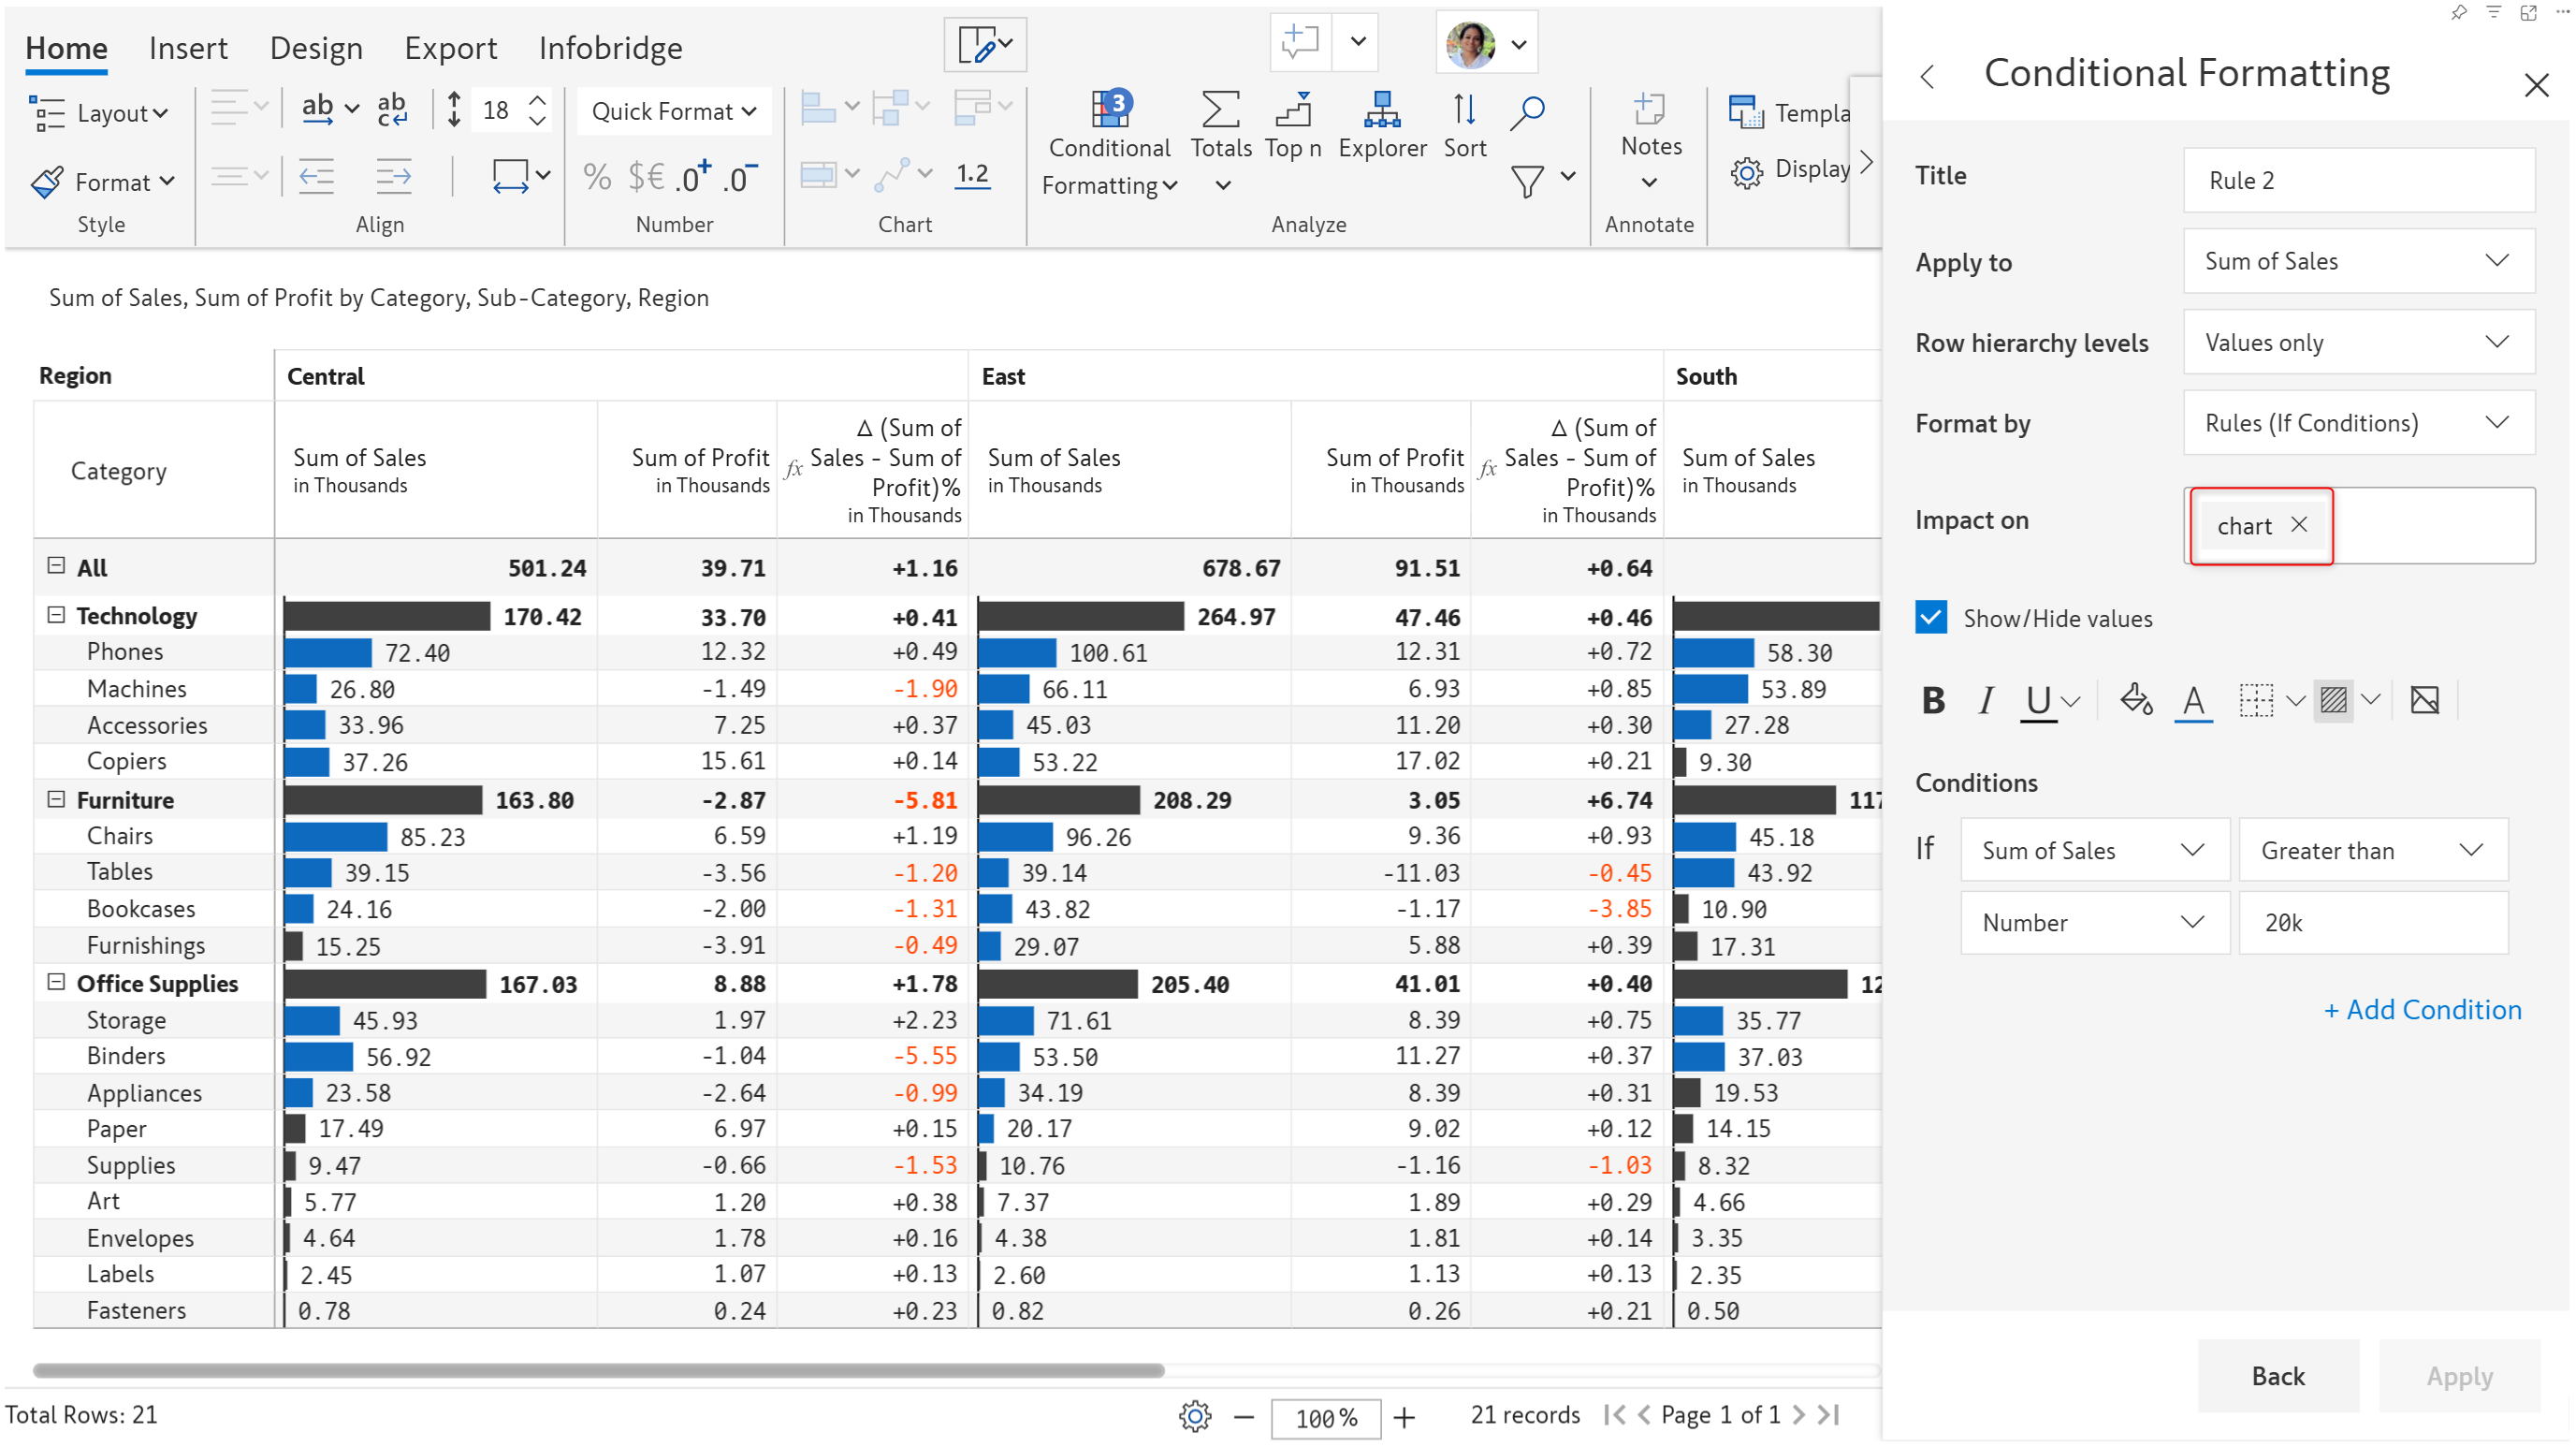 Home Insert Design Export Infobridge
Layout ab ab c 18 Quick Format 3 Templa
Format % $€ .0+ .0- 1.2 Conditional Formatting Totals Top n Explorer Sort Notes Display
Style Align Number Chart Analyze Annotate
Sum of Sales, Sum of Profit by Category, Sub-Category, Region
Region Central East South
Category Sum of Sales in Thousands Sum of Profit in Thousands fx Δ (Sum of Sales - Sum of Profit)% in Thousands Sum of Sales in Thousands Sum of Profit in Thousands fx Δ (Sum of Sales - Sum of Profit)% in Thousands Sum of Sales in Thousands
All 501.24 39.71 +1.16 678.67 91.51 +0.64
Technology 170.42 33.70 +0.41 264.97 47.46 +0.46
Phones 72.40 12.32 +0.49 100.61 12.31 +0.72 58.30
Machines 26.80 -1.49 -1.90 66.11 6.93 +0.85 53.89
Accessories 33.96 7.25 +0.37 45.03 11.20 +0.30 27.28
Copiers 37.26 15.61 +0.14 53.22 17.02 +0.21 9.30
Furniture 163.80 -2.87 -5.81 208.29 3.05 +6.74 117
Chairs 85.23 6.59 +1.19 96.26 9.36 +0.93 45.18
Tables 39.15 -3.56 -1.20 39.14 -11.03 -0.45 43.92
Bookcases 24.16 -2.00 -1.31 43.82 -1.17 -3.85 10.90
Furnishings 15.25 -3.91 -0.49 29.07 5.88 +0.39 17.31
Office Supplies 167.03 8.88 +1.78 205.40 41.01 +0.40 12
Storage 45.93 1.97 +2.23 71.61 8.39 +0.75 35.77
Binders 56.92 -1.04 -5.55 53.50 11.27 +0.37 37.03
Appliances 23.58 -2.64 -0.99 34.19 8.39 +0.31 19.53
Paper 17.49 6.97 +0.15 20.17 9.02 +0.12 14.15
Supplies 9.47 -0.66 -1.53 10.76 -1.16 -1.03 8.32
Art 5.77 1.20 +0.38 7.37 1.89 +0.29 4.66
Envelopes 4.64 1.78 +0.16 4.38 1.81 +0.14 3.35
Labels 2.45 1.07 +0.13 2.60 1.13 +0.13 2.35
Fasteners 0.78 0.24 +0.23 0.82 0.26 +0.21 0.50
Total Rows: 21 100% 21 records Page 1 of 1
Conditional Formatting
Title Rule 2
Apply to Sum of Sales
Row hierarchy levels Values only
Format by Rules (If Conditions)
Impact on chart
Show/Hide values
B I U A
Conditions
If Sum of Sales Greater than
Number 20k
+ Add Condition
Back Apply